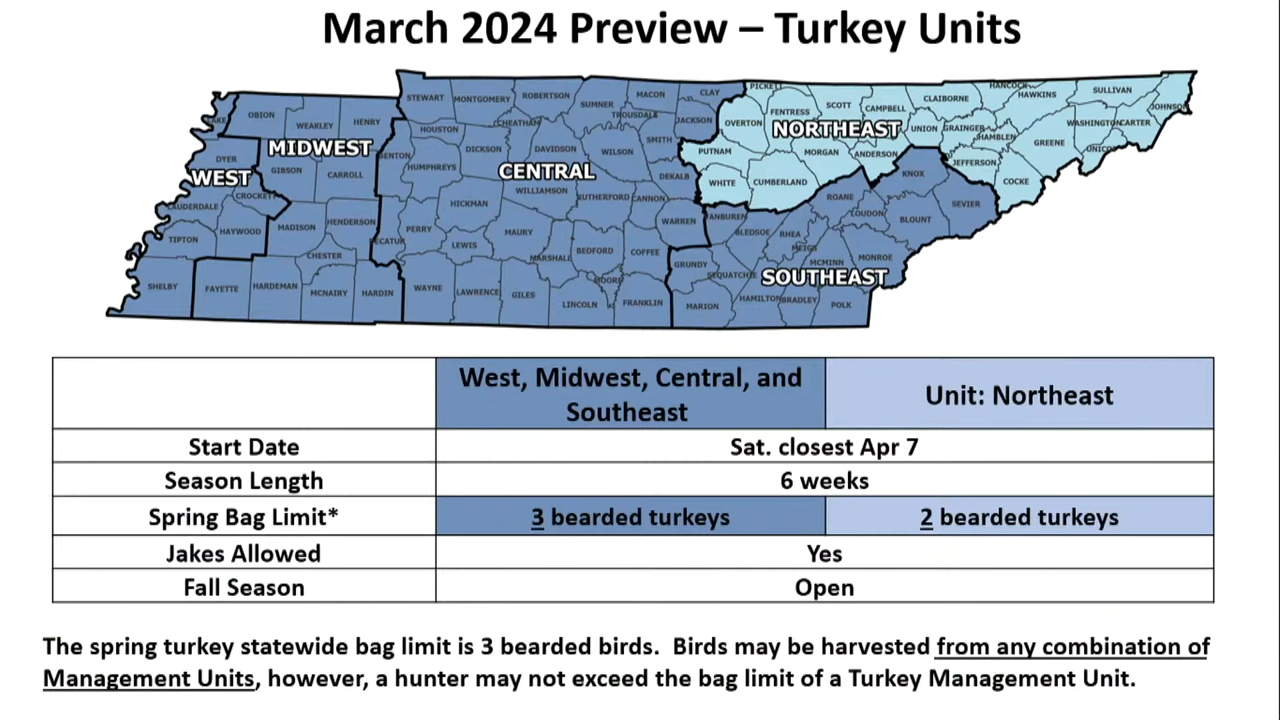 March 2024 Preview – Turkey Units
PICKETT
HANCOCK
STEWART
MONTGOMERY
ROBERTSON
SUMNER
MACON
CLAY
CLAIBORNE
HAWKINS
SULLIVAN
JOHNSON
OBION
WEAKLEY
HENRY
HOUSTON
CHEATHAM
TROUSDALE
JACKSON
OVERTON
FENTRESS
SCOTT
CAMPBELL
UNION
GRAINGER
HAMBLEN
GREENE
WASHINGTON
CARTER
UNICOI
NORTHEAST
MIDWEST
DYER
GIBSON
CARROLL
BENTON
HUMPHREYS
DICKSON
DAVIDSON
WILSON
SMITH
PUTNAM
MORGAN
ANDERSON
JEFFERSON
COCKE
WEST
CENTRAL
DEKALB
WHITE
CUMBERLAND
KNOX
SEVIER
LAUDERDALE
CROCKETT
HAYWOOD
MADISON
HENDERSON
DECATUR
PERRY
HICKMAN
WILLIAMSON
RUTHERFORD
CANNON
WARREN
VANBUREN
BLEDSOE
RHEA
ROANE
LOUDON
BLOUNT
TIPTON
CHESTER
LEWIS
MAURY
MARSHALL
BEDFORD
COFFEE
GRUNDY
SEQUATCHIE
MEIGS
MCMINN
MONROE
SOUTHEAST
SHELBY
FAYETTE
HARDEMAN
MCNAIRY
HARDIN
WAYNE
LAWRENCE
GILES
LINCOLN
MOORE
FRANKLIN
MARION
HAMILTON
BRADLEY
POLK
West, Midwest, Central, and
Southeast
Unit: Northeast
Start Date
Sat. closest Apr 7
Season Length
6 weeks
Spring Bag Limit*
3 bearded turkeys
2 bearded turkeys
Jakes Allowed
Yes
Fall Season
Open
The spring turkey statewide bag limit is 3 bearded birds. Birds may be harvested from any combination of
Management Units, however, a hunter may not exceed the bag limit of a Turkey Management Unit.